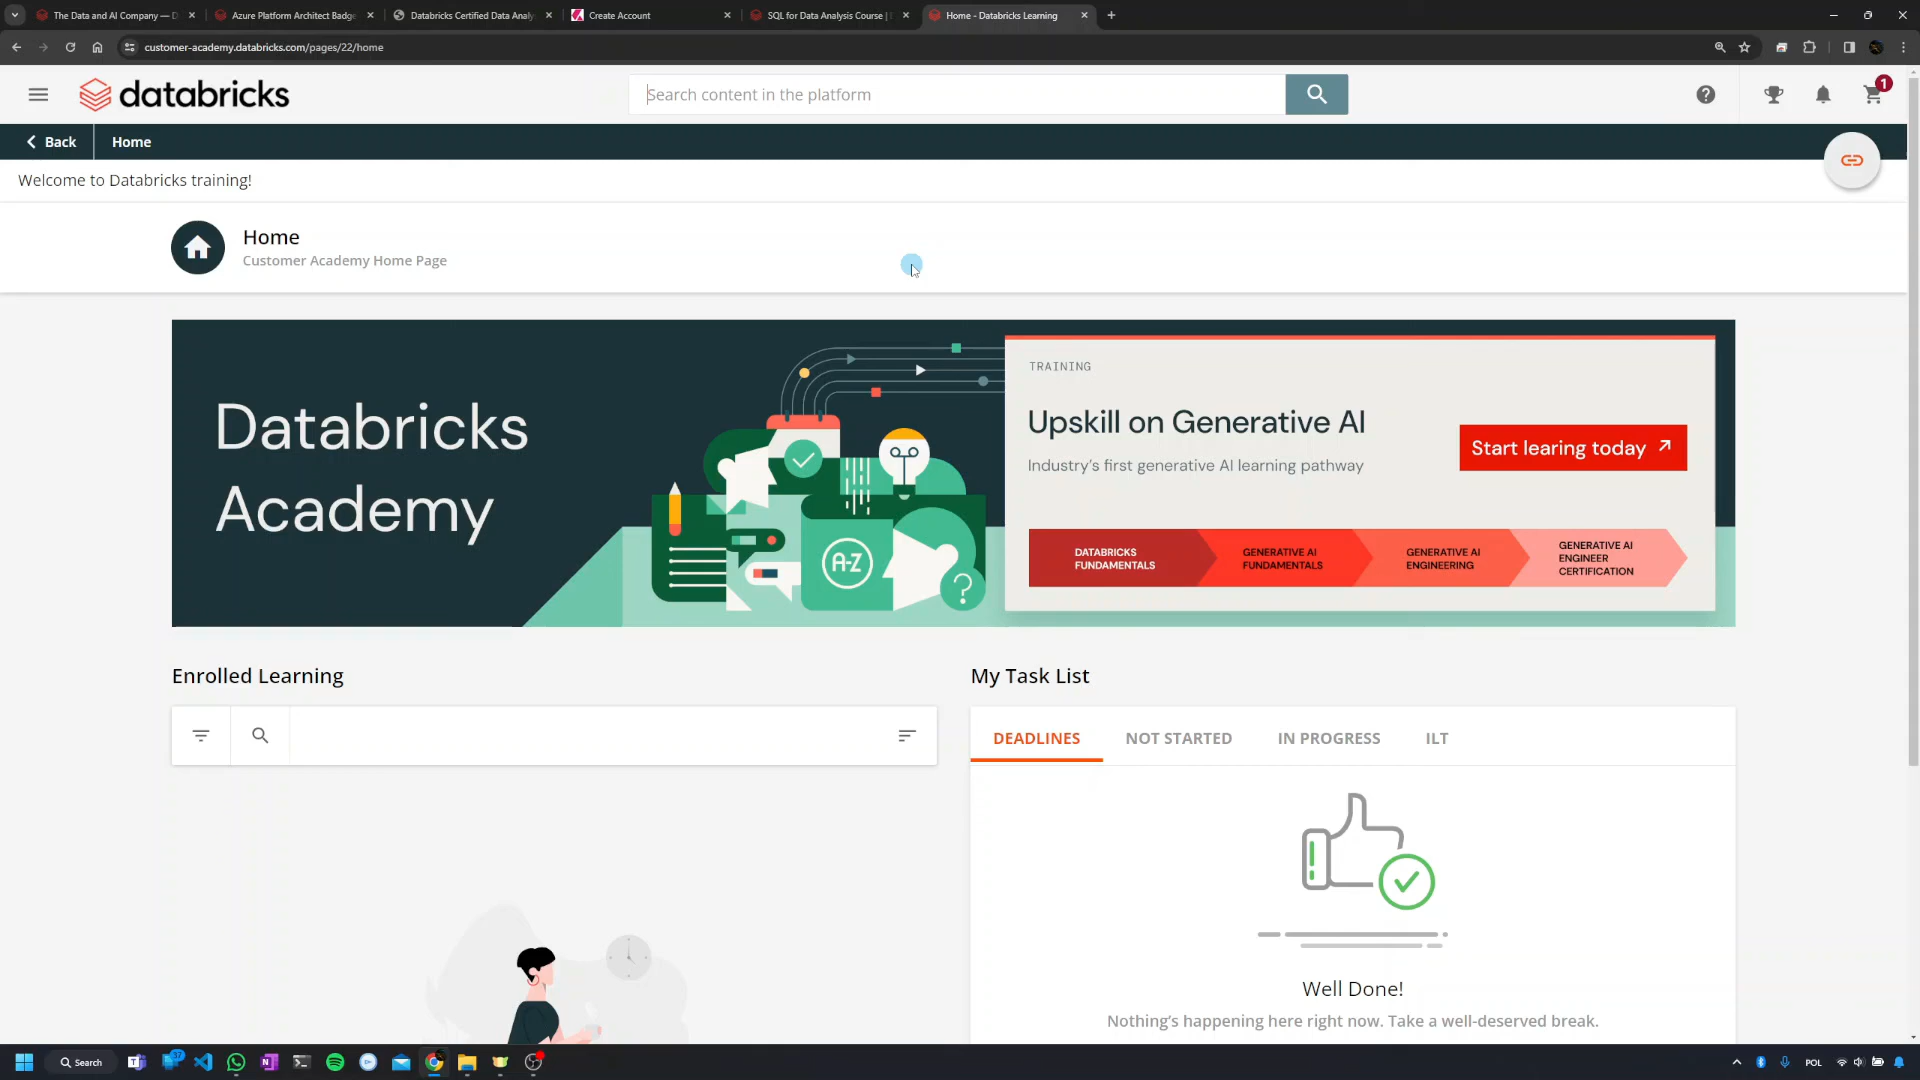 The Data and AI Company — D
Azure Platform Architect Badge
Databricks Certified Data Analy
Create Account
SQL for Data Analysis Course |
Home - Databricks Learning
customer-academy.databricks.com/pages/22/home
databricks
Search content in the platform
1
Back
Home
Welcome to Databricks training!
Home
Customer Academy Home Page
Databricks
Academy
A-Z
?
TRAINING
Upskill on Generative AI
Industry's first generative AI learning pathway
Start learing today
DATABRICKS
FUNDAMENTALS
GENERATIVE AI
FUNDAMENTALS
GENERATIVE AI
ENGINEERING
GENERATIVE AI
ENGINEER
CERTIFICATION
Enrolled Learning
My Task List
DEADLINES
NOT STARTED
IN PROGRESS
ILT
Well Done!
Nothing's happening here right now. Take a well-deserved break.
Search
37
POL